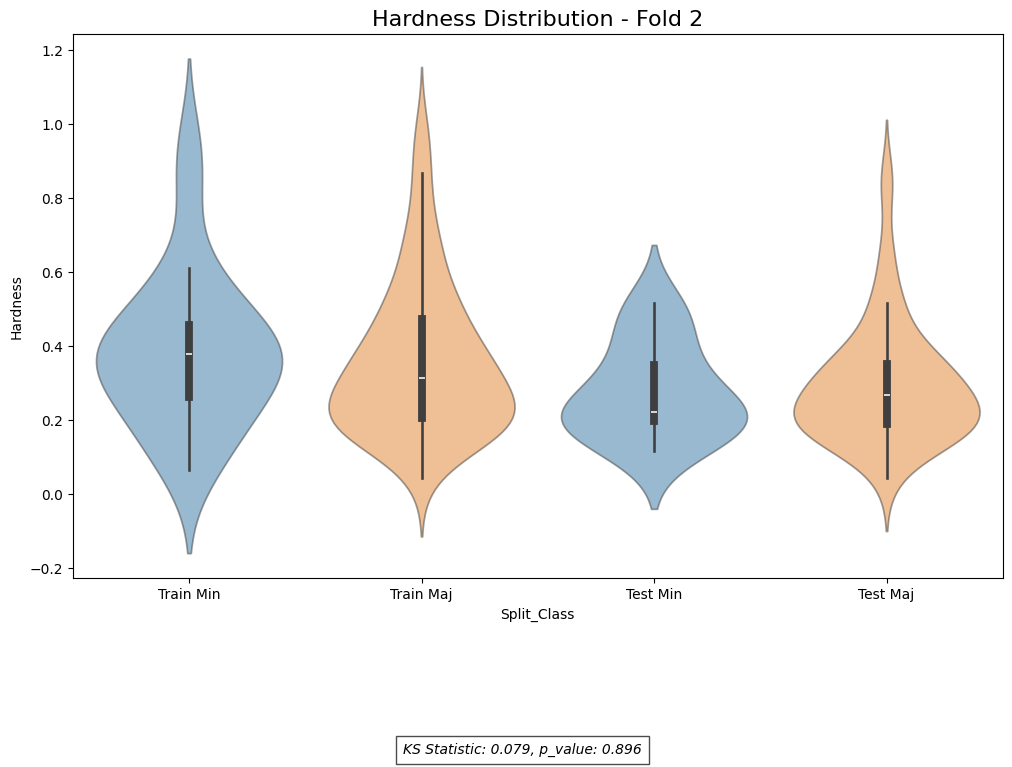 Hardness Distribution - Fold 2
1.2
1.0
0.8
0.6
0.4
0.2
0.0
−0.2
Hardness
Train Min Train Maj Test Min Test Maj
Split_Class
KS Statistic: 0.079, p_value: 0.896